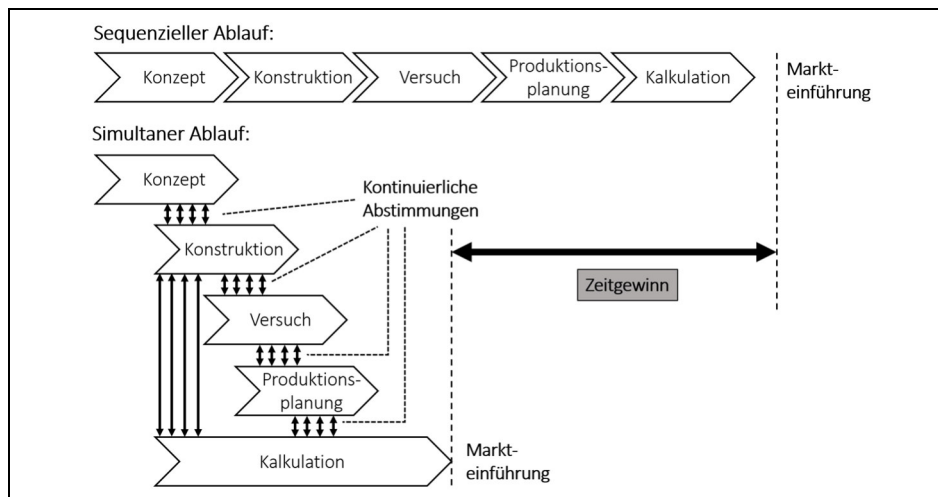 Sequenzieller Ablauf:
Konzept
Konstruktion
Versuch
Produktions-
planung
Kalkulation
Markt-
einführung
Simultaner Ablauf:
Konzept
Kontinuierliche
Abstimmungen
Konstruktion
Zeitgewinn
Versuch
Produktions-
planung
Kalkulation
Markt-
einführung